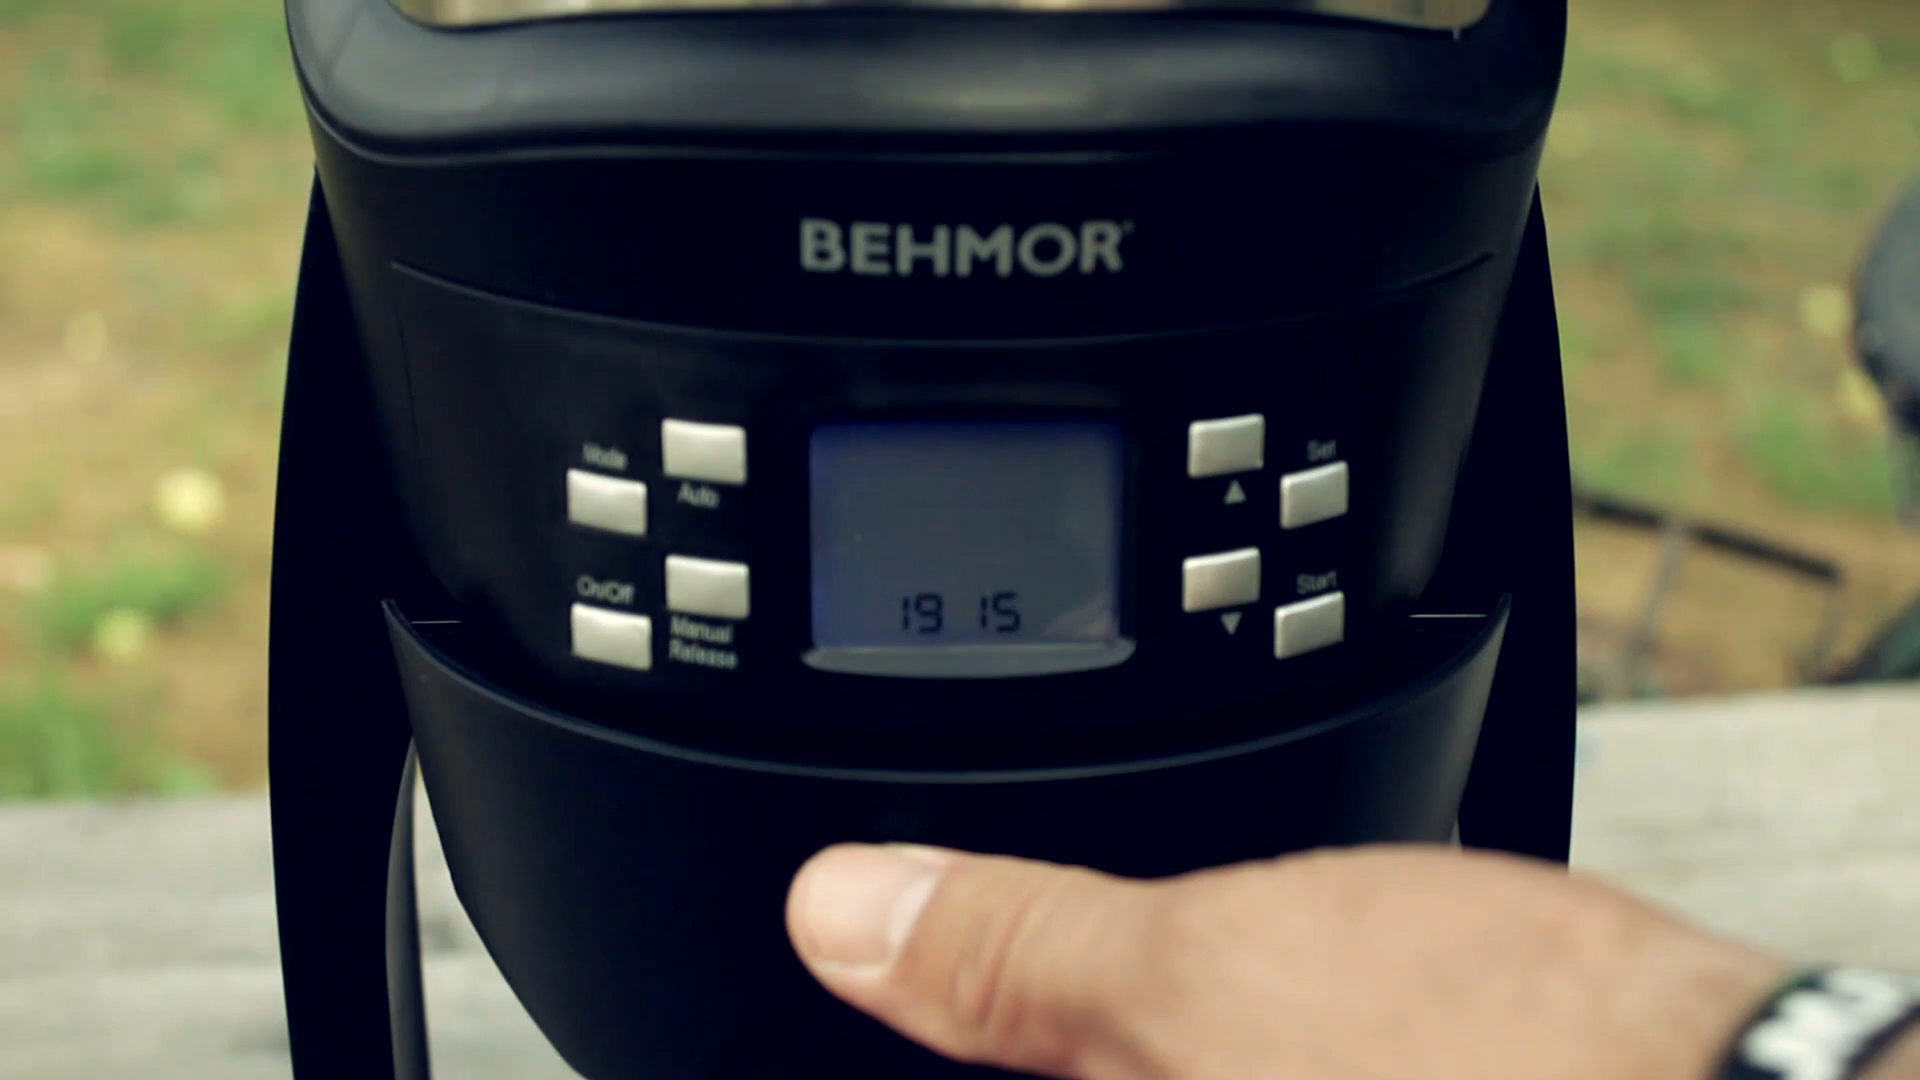 BEHMOR
Mode
Auto
On/Off
Manual
Release
19 15
▲
Set
▼
Start